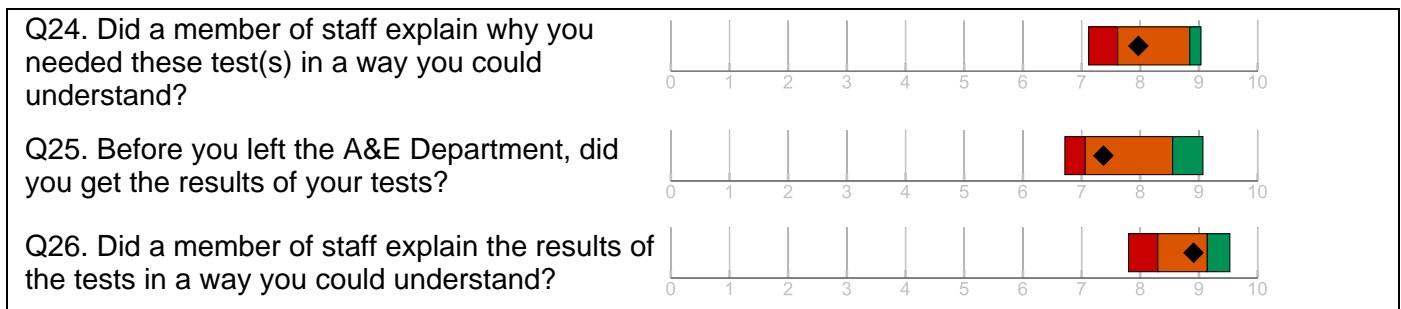 Q24. Did a member of staff explain why you
needed these test(s) in a way you could
understand?
0 1 2 3 4 5 6 7 8 9 10
Q25. Before you left the A&E Department, did
you get the results of your tests?
0 1 2 3 4 5 6 7 8 9 10
Q26. Did a member of staff explain the results of
the tests in a way you could understand?
0 1 2 3 4 5 6 7 8 9 10